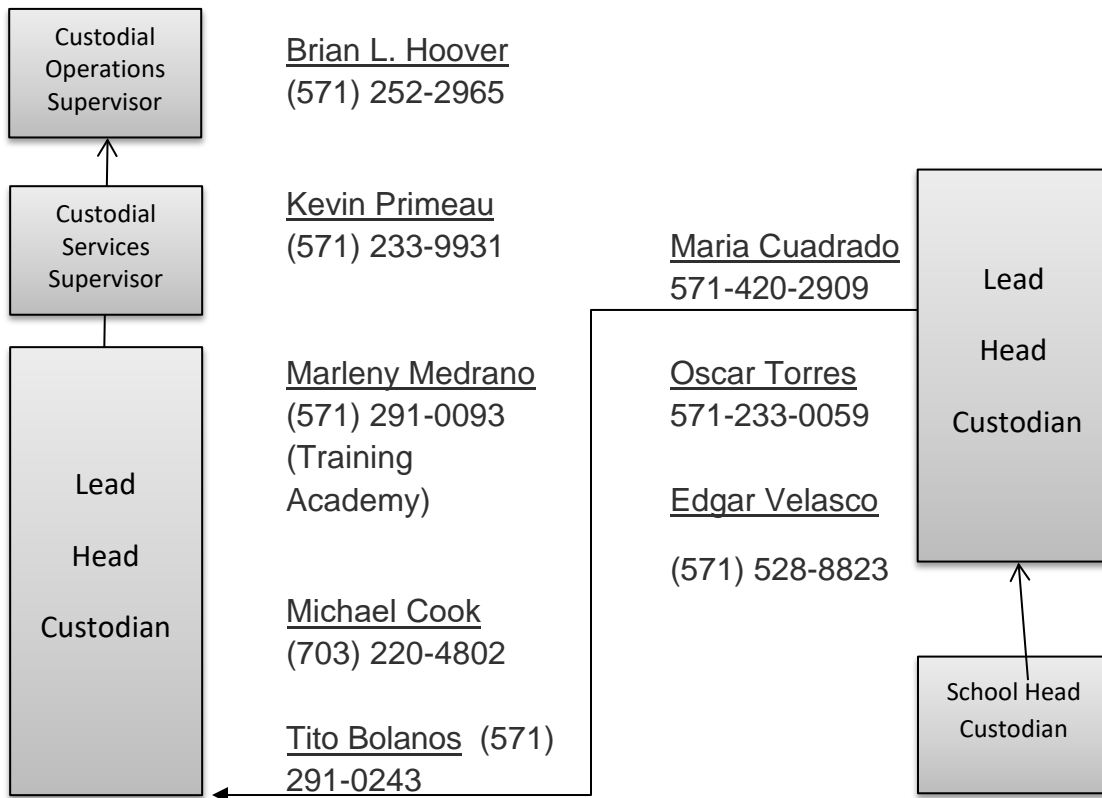 Custodial
Operations
Supervisor
Brian L. Hoover
(571) 252-2965
Custodial
Services
Supervisor
Kevin Primeau
(571) 233-9931
Lead
Head
Custodian
Marleny Medrano
(571) 291-0093
(Training
Academy)
Michael Cook
(703) 220-4802
Tito Bolanos (571)
291-0243
Maria Cuadrado
571-420-2909
Oscar Torres
571-233-0059
Edgar Velasco
(571) 528-8823
Lead
Head
Custodian
School Head
Custodian